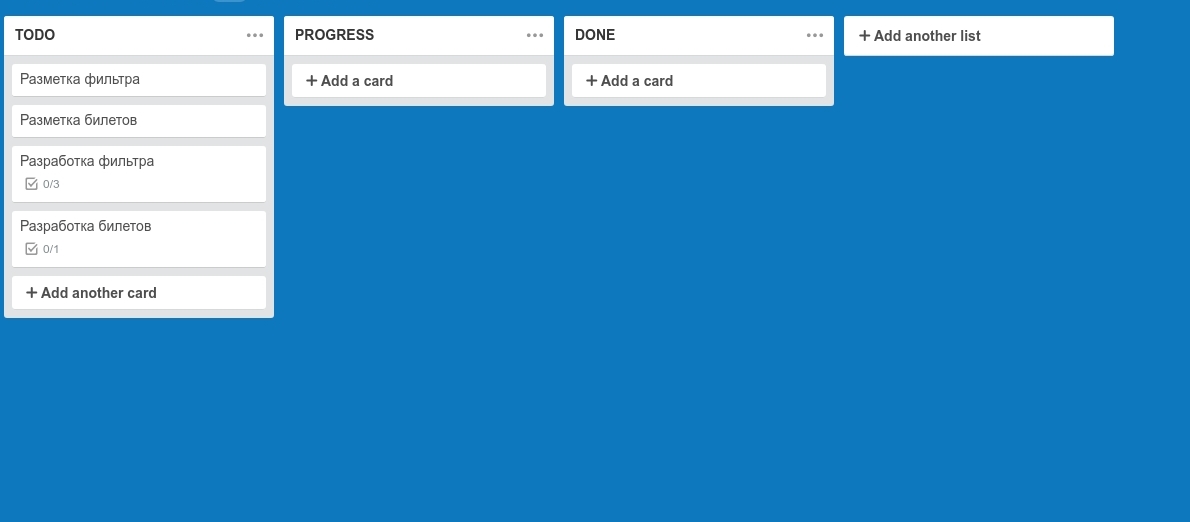 TODO
Разметка фильтра
Разметка билетов
Разработка фильтра
0/3
Разработка билетов
0/1
+ Add another card
PROGRESS
+ Add a card
DONE
+ Add a card
+ Add another list